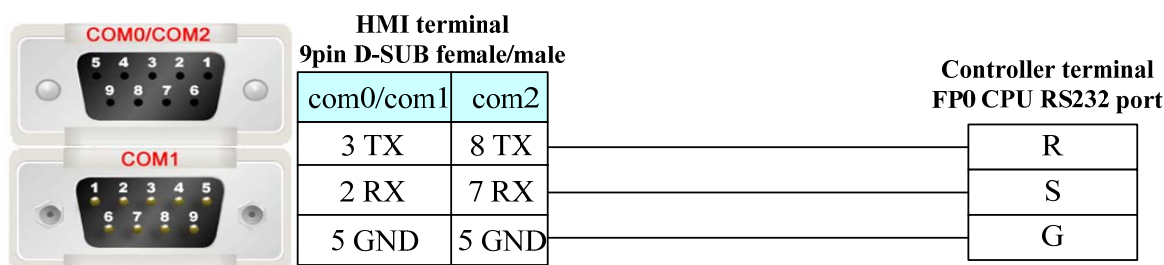 COM0/COM2
5 4 3 2 1
9 8 7 6
COM1
1 2 3 4 5
6 7 8 9
HMI terminal
9pin D-SUB female/male
com0/com1 com2
3 TX 8 TX
2 RX 7 RX
5 GND 5 GND
Controller terminal
FP0 CPU RS232 port
R
S
G